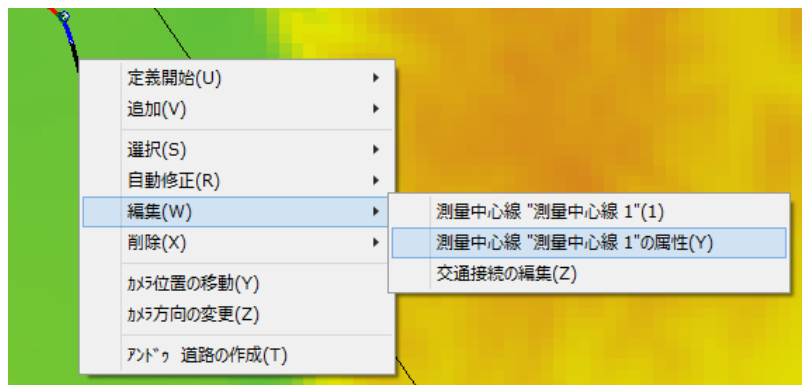 定義開始(U)
追加(V)
選択(S)
自動修正(R)
編集(W)
測量中心線 "測量中心線 1"(1)
測量中心線 "測量中心線 1"の属性(Y)
交通接続の編集(Z)
削除(X)
ｶﾒﾗ位置の移動(Y)
ｶﾒﾗ方向の変更(Z)
ｱﾝﾄﾞｩ 道路の作成(T)